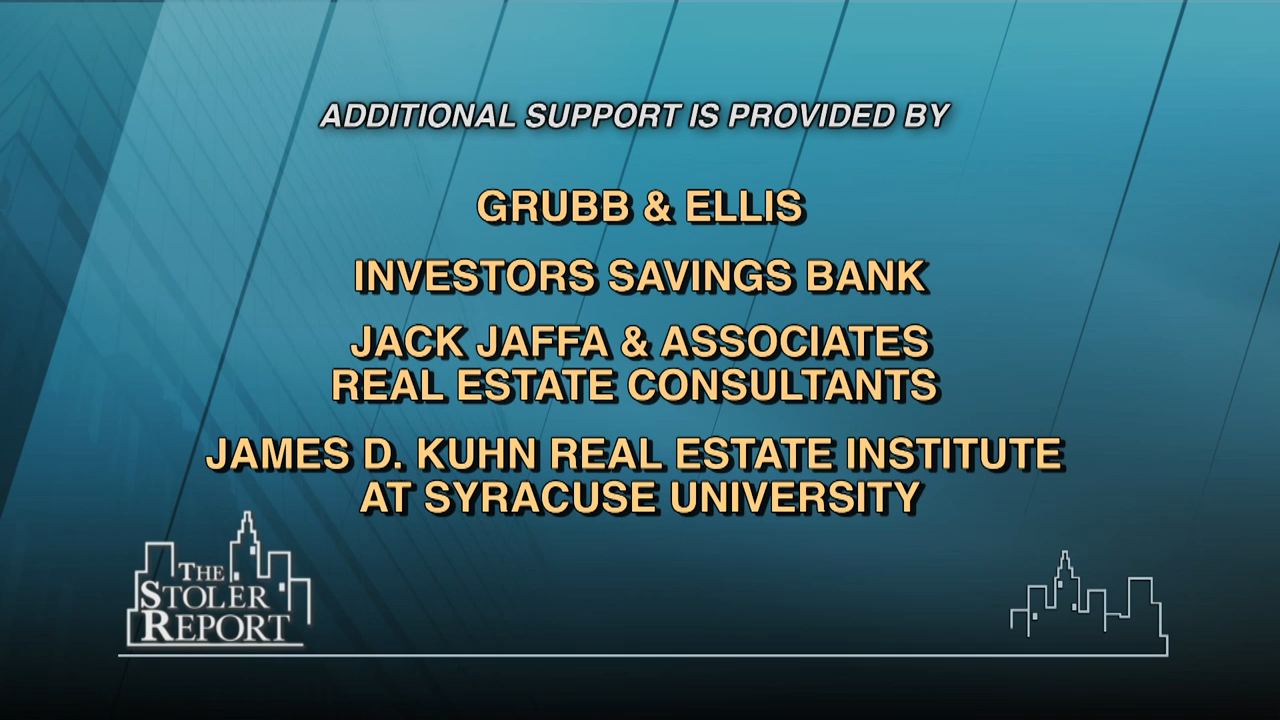 ADDITIONAL SUPPORT IS PROVIDED BY
GRUBB & ELLIS
INVESTORS SAVINGS BANK
JACK JAFFA & ASSOCIATES
REAL ESTATE CONSULTANTS
JAMES D. KUHN REAL ESTATE INSTITUTE
AT SYRACUSE UNIVERSITY
THE
STOLER
REPORT